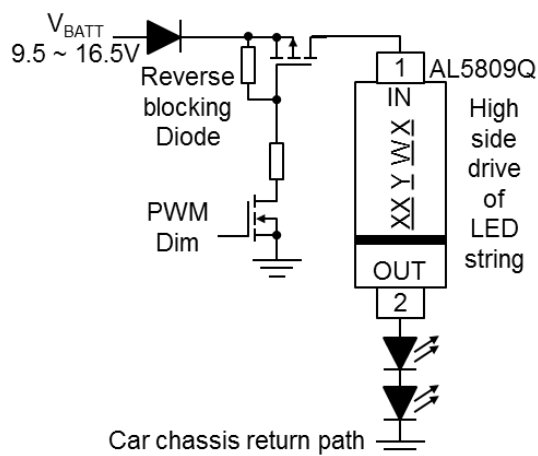 VBATT
9.5 ~ 16.5V
Reverse
blocking
Diode
PWM
Dim
1
AL5809Q
IN
XX Y WX
OUT
2
High
side
drive
of
LED
string
Car chassis return path